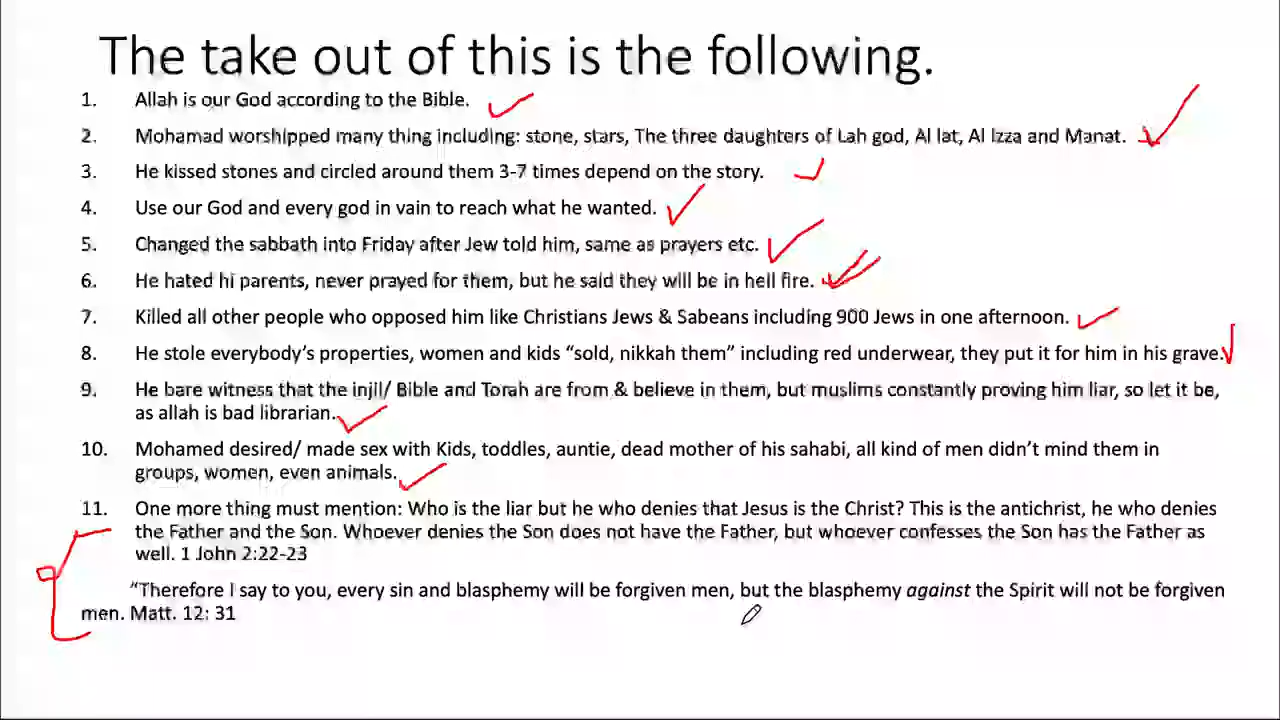 The take out of this is the following.
1. Allah is our God according to the Bible.
2. Mohamad worshipped many thing including: stone, stars, The three daughters of Lah god, Al lat, Al Izza and Manat.
3. He kissed stones and circled around them 3-7 times depend on the story.
4. Use our God and every god in vain to reach what he wanted.
5. Changed the sabbath into Friday after Jew told him, same as prayers etc.
6. He hated hi parents, never prayed for them, but he said they will be in hell fire.
7. Killed all other people who opposed him like Christians Jews & Sabeans including 900 Jews in one afternoon.
8. He stole everybody's properties, women and kids “sold, nikkah them” including red underwear, they put it for him in his grave.
9. He bare witness that the injil/ Bible and Torah are from & believe in them, but muslims constantly proving him liar, so let it be,
as allah is bad librarian.
10. Mohamed desired/ made sex with Kids, toddles, auntie, dead mother of his sahabi, all kind of men didn't mind them in
groups, women, even animals.
11. One more thing must mention: Who is the liar but he who denies that Jesus is the Christ? This is the antichrist, he who denies
the Father and the Son. Whoever denies the Son does not have the Father, but whoever confesses the Son has the Father as
well. 1 John 2:22-23
“Therefore I say to you, every sin and blasphemy will be forgiven men, but the blasphemy against the Spirit will not be forgiven
men. Matt. 12: 31